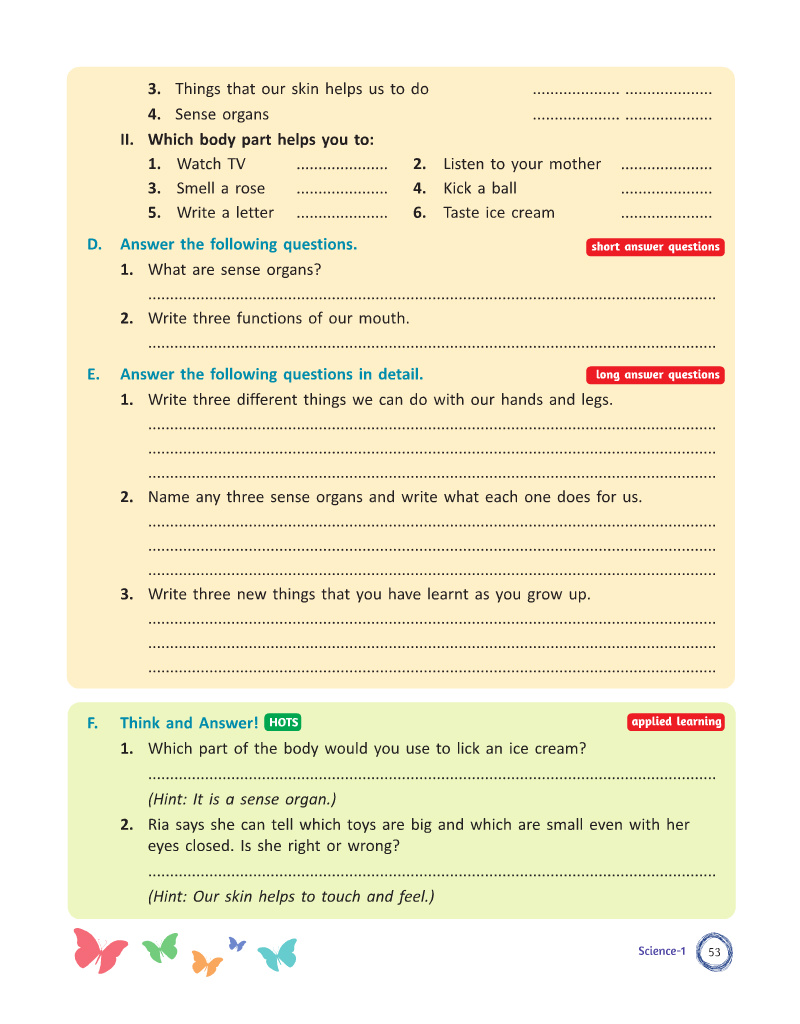 3. Things that our skin helps us to do .................... ....................
4. Sense organs .................... ....................
II. Which body part helps you to:
1. Watch TV ..................... 2. Listen to your mother .....................
3. Smell a rose ..................... 4. Kick a ball .....................
5. Write a letter ..................... 6. Taste ice cream .....................
D. Answer the following questions. short answer questions
1. What are sense organs?
..................................................................................................................................
2. Write three functions of our mouth.
..................................................................................................................................
E. Answer the following questions in detail. long answer questions
1. Write three different things we can do with our hands and legs.
..................................................................................................................................
..................................................................................................................................
..................................................................................................................................
2. Name any three sense organs and write what each one does for us.
..................................................................................................................................
..................................................................................................................................
..................................................................................................................................
3. Write three new things that you have learnt as you grow up.
..................................................................................................................................
..................................................................................................................................
..................................................................................................................................
F. Think and Answer! HOTS applied learning
1. Which part of the body would you use to lick an ice cream?
..................................................................................................................................
(Hint: It is a sense organ.)
2. Ria says she can tell which toys are big and which are small even with her
eyes closed. Is she right or wrong?
..................................................................................................................................
(Hint: Our skin helps to touch and feel.)
Science-1 53